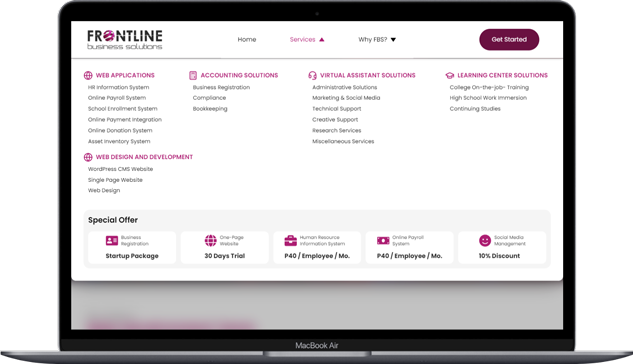 FRONTLINE
business solutions
Home
Services
Why FBS?
Get Started
WEB APPLICATIONS
HR Information System
Online Payroll System
School Enrollment System
Online Payment Integration
Online Donation System
Asset Inventory System
ACCOUNTING SOLUTIONS
Business Registration
Compliance
Bookkeeping
VIRTUAL ASSISTANT SOLUTIONS
Administrative Solutions
Marketing & Social Media
Technical Support
Creative Support
Research Services
Miscellaneous Services
LEARNING CENTER SOLUTIONS
College On-the-job- Training
High School Work Immersion
Continuing Studies
WEB DESIGN AND DEVELOPMENT
WordPress CMS Website
Single Page Website
Web Design
Special Offer
Business
Registration
Startup Package
One-Page
Website
30 Days Trial
Human Resource
Information System
P40 / Employee / Mo.
Online Payroll
System
P40 / Employee / Mo.
Social Media
Management
10% Discount
MacBook Air